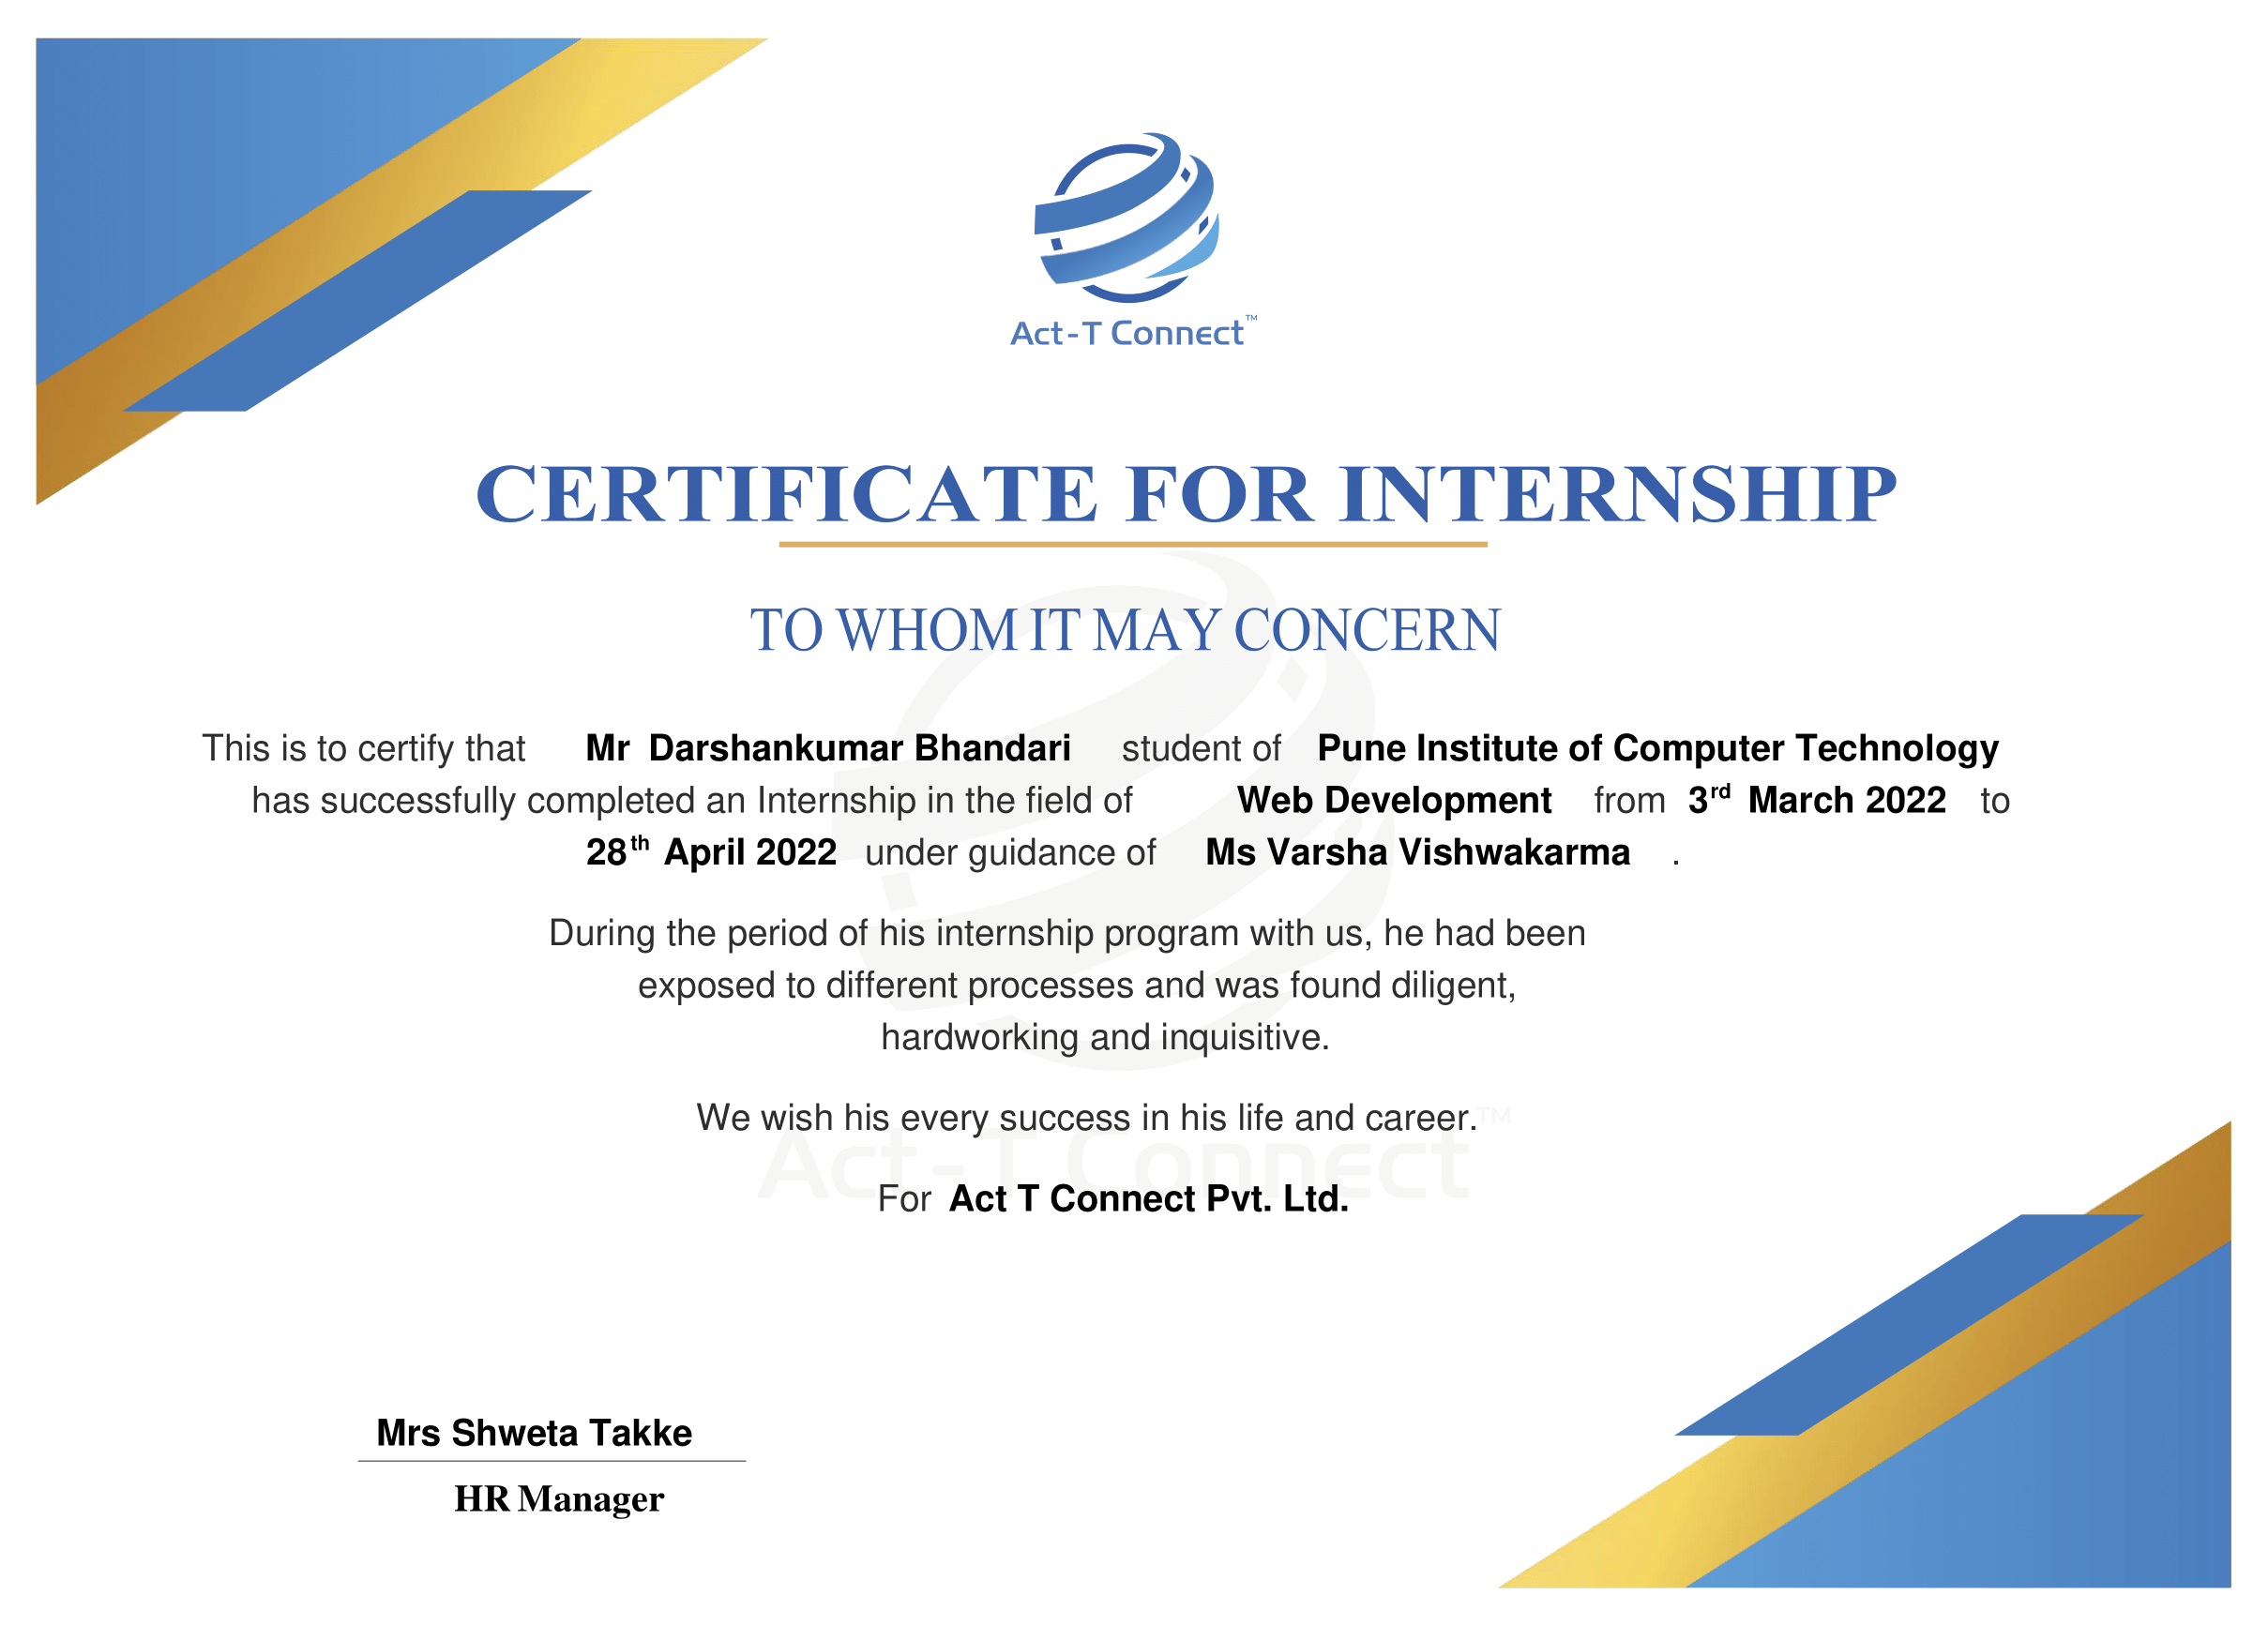 Act-T Connect™
CERTIFICATE FOR INTERNSHIP
TO WHOM IT MAY CONCERN
This is to certify that Mr Darshankumar Bhandari student of Pune Institute of Computer Technology
has successfully completed an Internship in the field of Web Development from 3rd March 2022 to
28th April 2022 under guidance of Ms Varsha Vishwakarma .
During the period of his internship program with us, he had been
exposed to different processes and was found diligent,
hardworking and inquisitive.
We wish his every success in his life and career.
Act-T Connect™
For Act T Connect Pvt. Ltd.
Mrs Shweta Takke
HR Manager